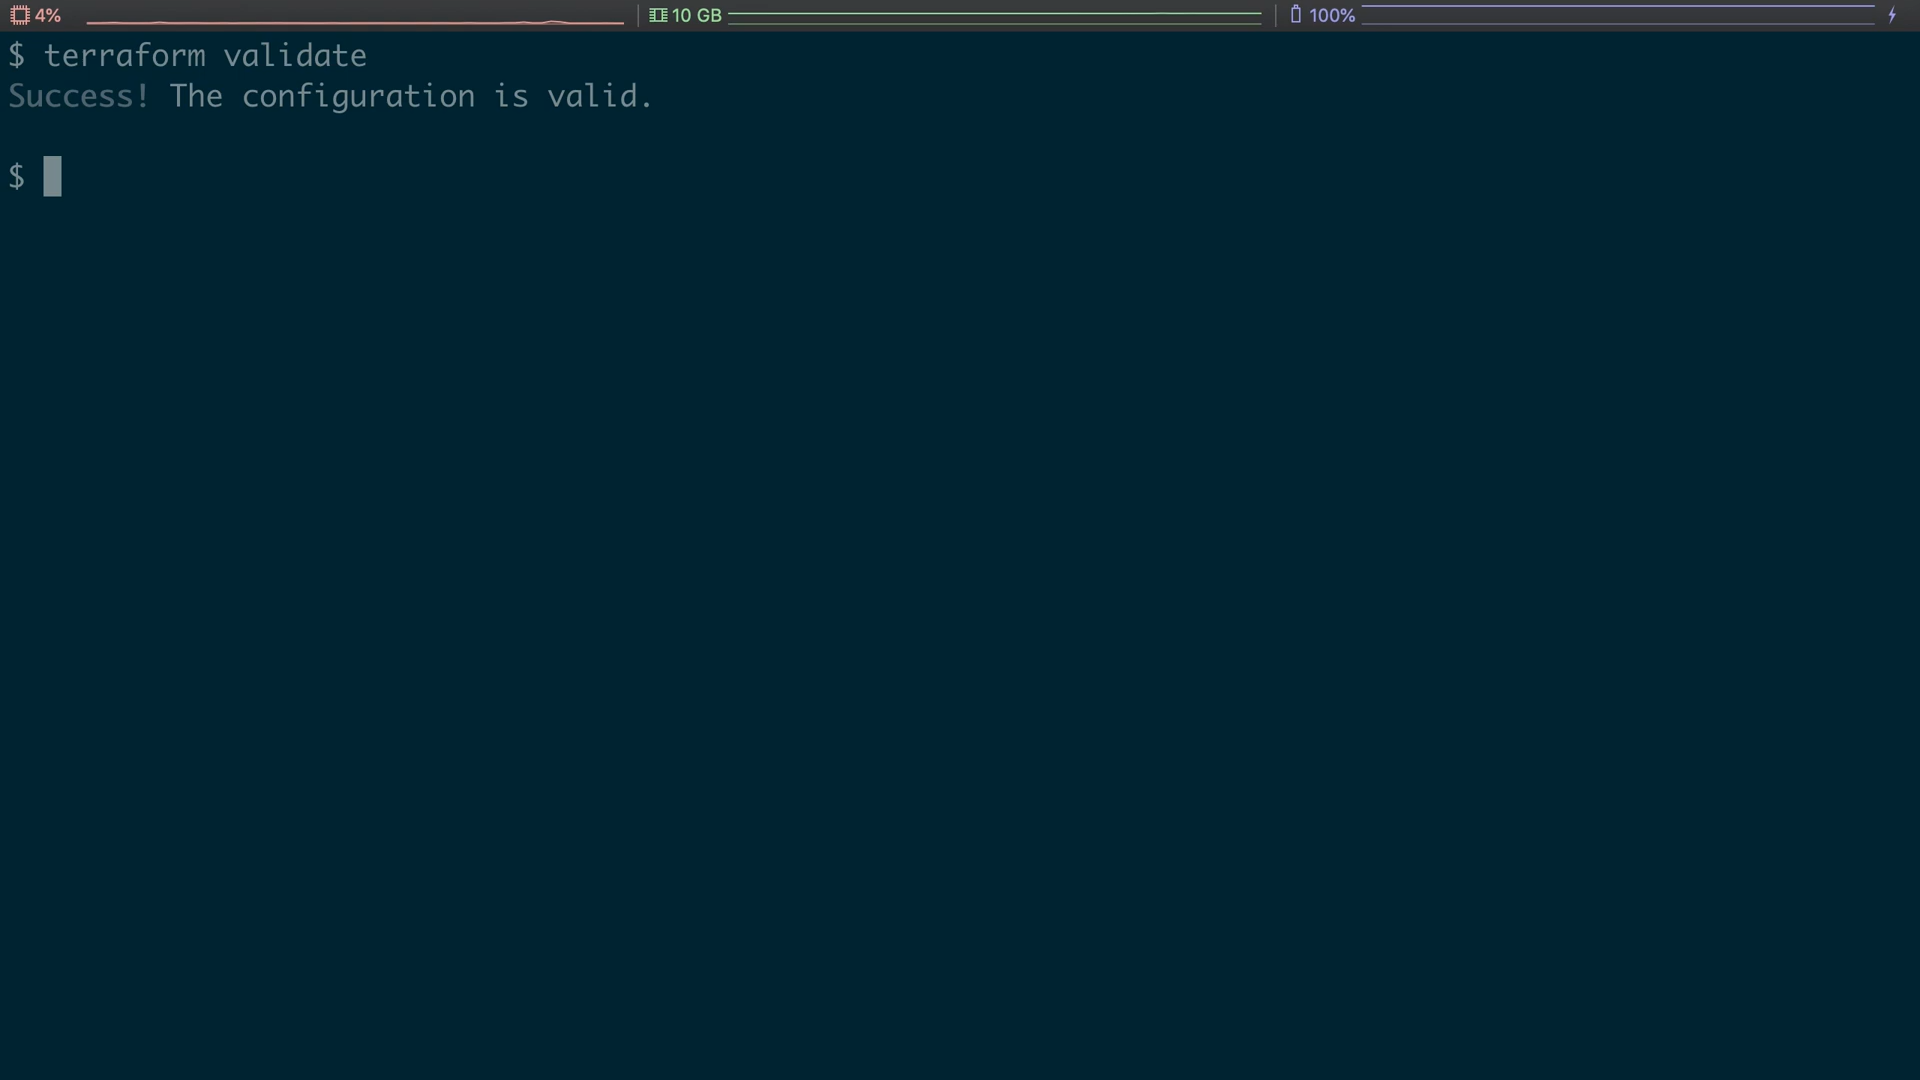 4% 10 GB 100%
$ terraform validate
Success! The configuration is valid.
$